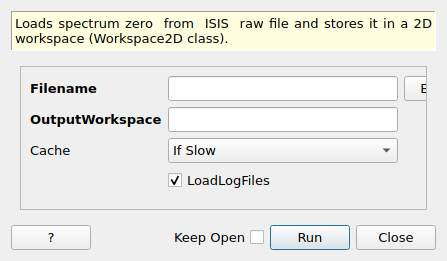 Loads spectrum zero from ISIS raw file and stores it in a 2D
workspace (Workspace2D class).
Filename
OutputWorkspace
Cache If Slow
LoadLogFiles
? Keep Open Run Close